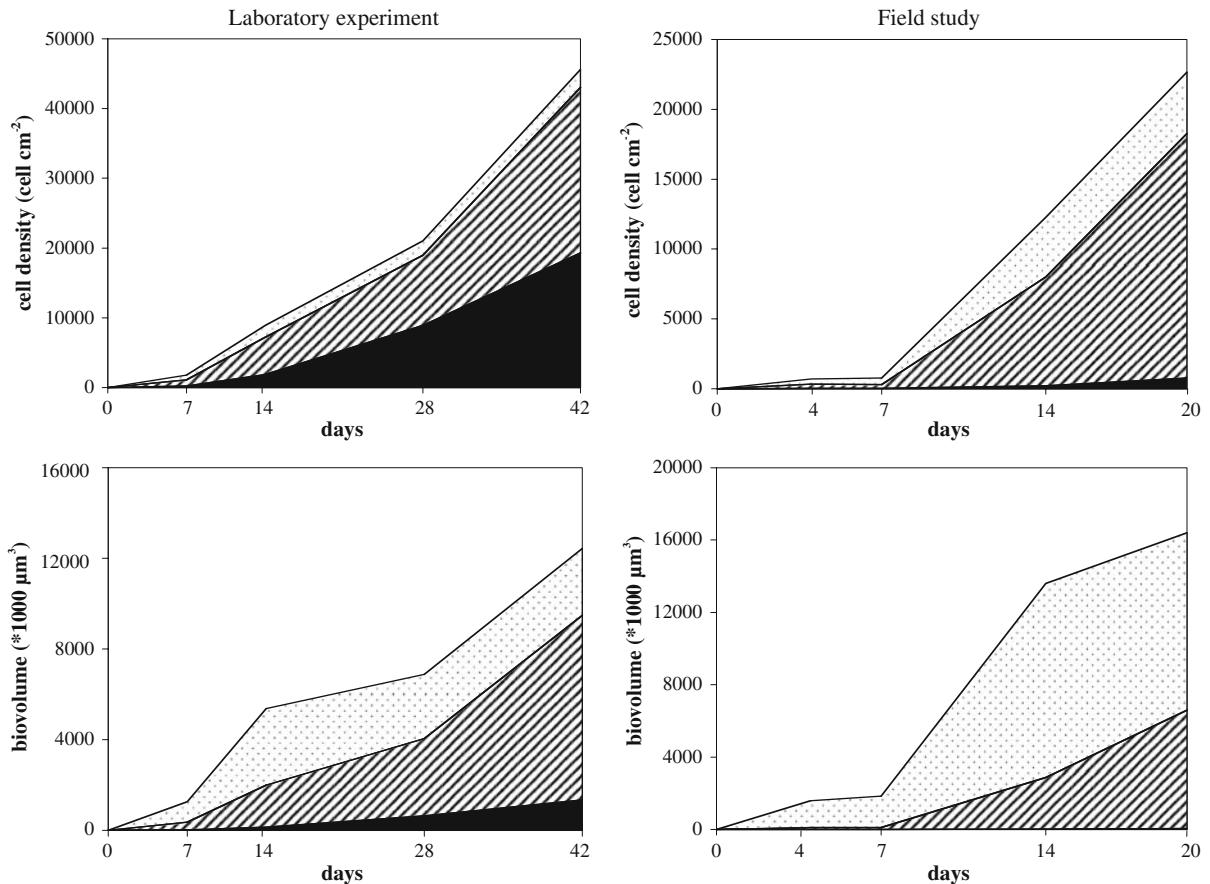 Laboratory experiment
50000
40000
30000
20000
10000
0
cell density (cell cm-2)
0 7 14 28 42
days
Field study
25000
20000
15000
10000
5000
0
cell density (cell cm-2)
0 4 7 14 20
days
16000
12000
8000
4000
0
biovolume (*1000 µm3)
0 7 14 28 42
days
20000
16000
12000
8000
4000
0
biovolume (*1000 µm3)
0 4 7 14 20
days